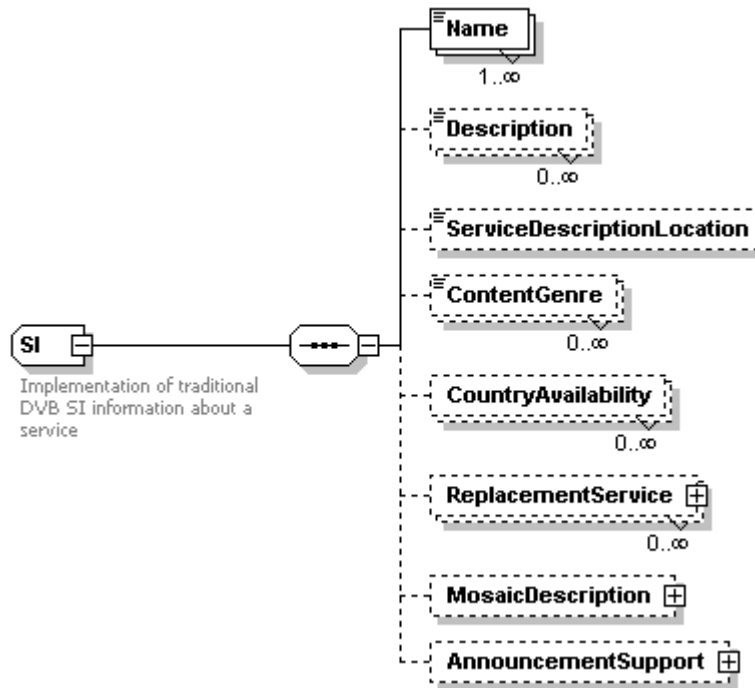 Name
1..∞
Description
0..∞
ServiceDescriptionLocation
ContentGenre
0..∞
SI
Implementation of traditional
DVB SI information about a
service
CountryAvailability
0..∞
ReplacementService
0..∞
MosaicDescription
AnnouncementSupport